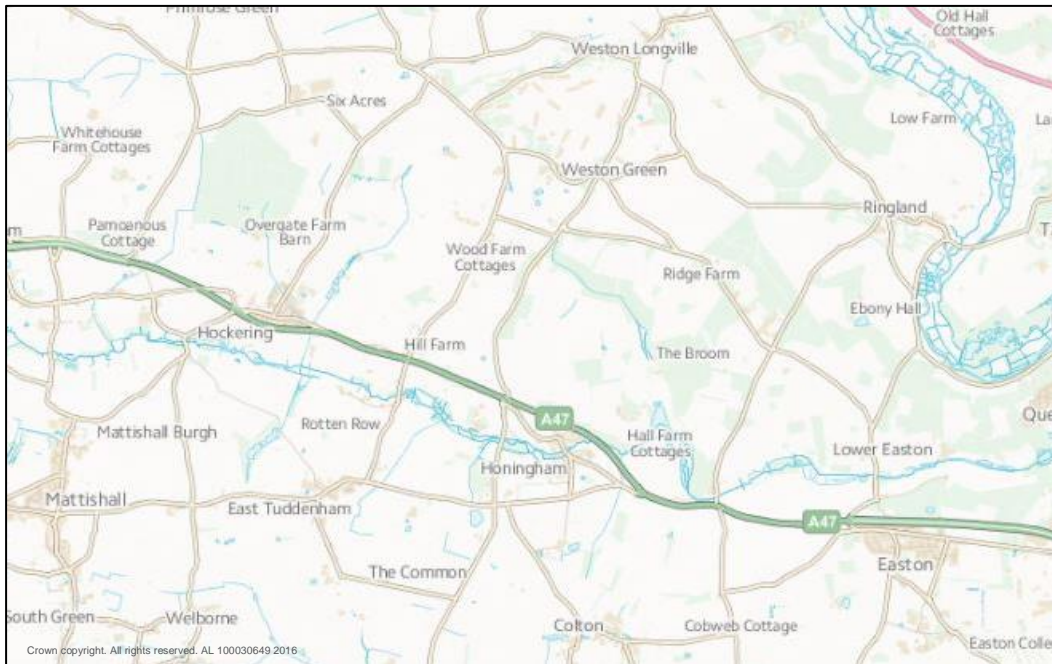 Primrose Green
Old Hall
Cottages
Weston Longville
Six Acres
Low Farm
Whitehouse
Farm Cottages
Weston Green
Ringland
Overgate Farm
Barn
Cottage
Wood Farm
Cottages
Ridge Farm
Ebony Hall
Hockering
Hill Farm
The Broom
A47
Mattishall Burgh
Rotten Row
Hall Farm
Cottages
Lower Easton
Honingham
Mattishall
East Tuddenham
A47
The Common
Easton
South Green
Welborne
Colton
Cobweb Cottage
Easton Colle
Crown copyright. All rights reserved. AL 100030649 2016